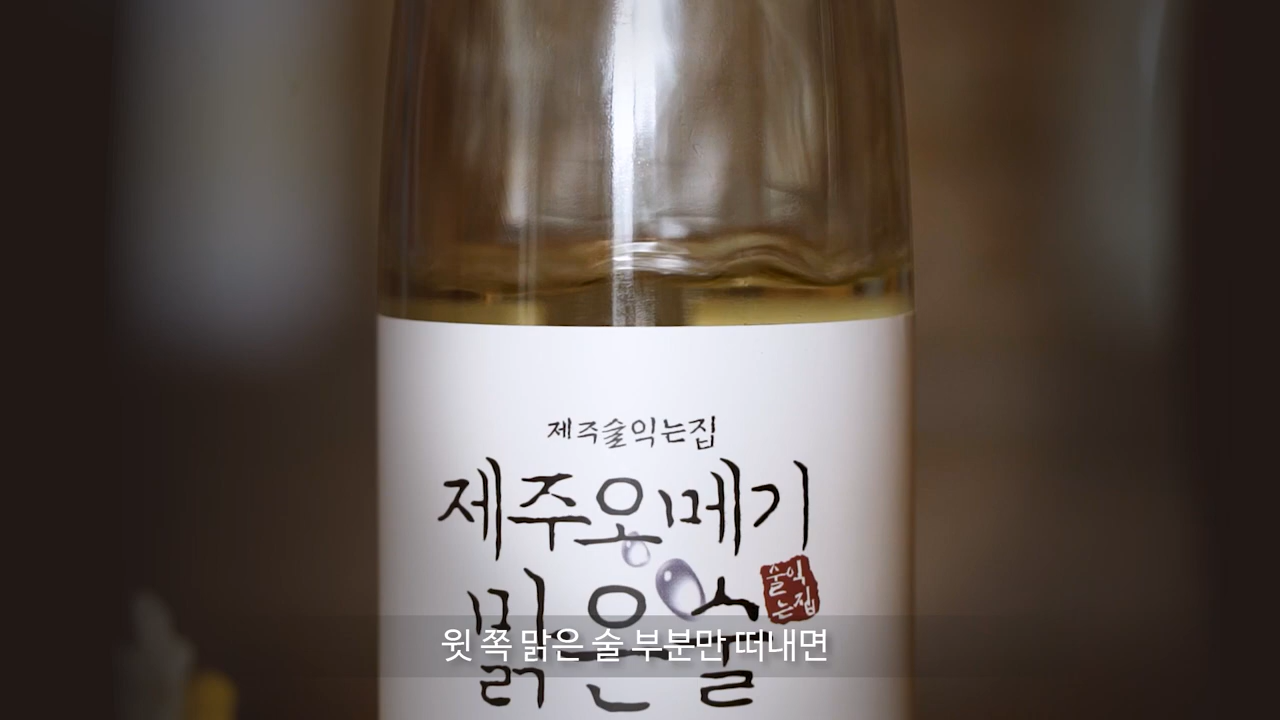 제주술익는집
제주오메기
맑은술
술익
는집
윗 쪽 맑은 술 부분만 떠내면